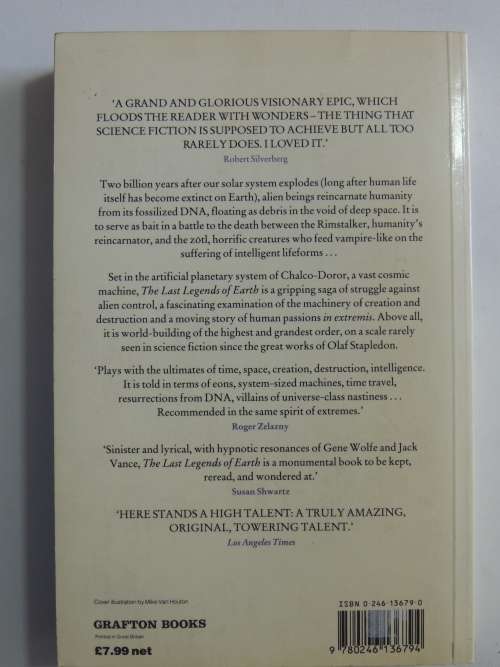 ‘A GRAND AND GLORIOUS VISIONARY EPIC, WHICH
FLOODS THE READER WITH WONDERS – THE THING THAT
SCIENCE FICTION IS SUPPOSED TO ACHIEVE BUT ALL TOO
RARELY DOES. I LOVED IT.’
Robert Silverberg
Two billion years after our solar system explodes (long after human life
itself has become extinct on Earth), alien beings reincarnate humanity
from its fossilized DNA, floating as debris in the void of deep space. It is
to serve as bait in a battle to the death between the Rimstalker, humanity’s
reincarnator, and the zōtl, horrific creatures who feed vampire-like on the
suffering of intelligent lifeforms . . .
Set in the artificial planetary system of Chalco-Doror, a vast cosmic
machine, The Last Legends of Earth is a gripping saga of struggle against
alien control, a fascinating examination of the machinery of creation and
destruction and a moving story of human passions in extremis. Above all,
it is world-building of the highest and grandest order, on a scale rarely
seen in science fiction since the great works of Olaf Stapledon.
‘Plays with the ultimates of time, space, creation, destruction, intelligence.
It is told in terms of eons, system-sized machines, time travel,
resurrections from DNA, villains of universe-class nastiness . . .
Recommended in the same spirit of extremes.’
Roger Zelazny
‘Sinister and lyrical, with hypnotic resonances of Gene Wolfe and Jack
Vance, The Last Legends of Earth is a monumental book to be kept,
reread, and wondered at.’
Susan Shwartz
‘HERE STANDS A HIGH TALENT: A TRULY AMAZING,
ORIGINAL, TOWERING TALENT.’
Los Angeles Times
Cover illustration by Mike Van Houton
GRAFTON BOOKS
Printed in Great Britain
£7.99 net
ISBN 0-246-13679-0
9 780246 136794